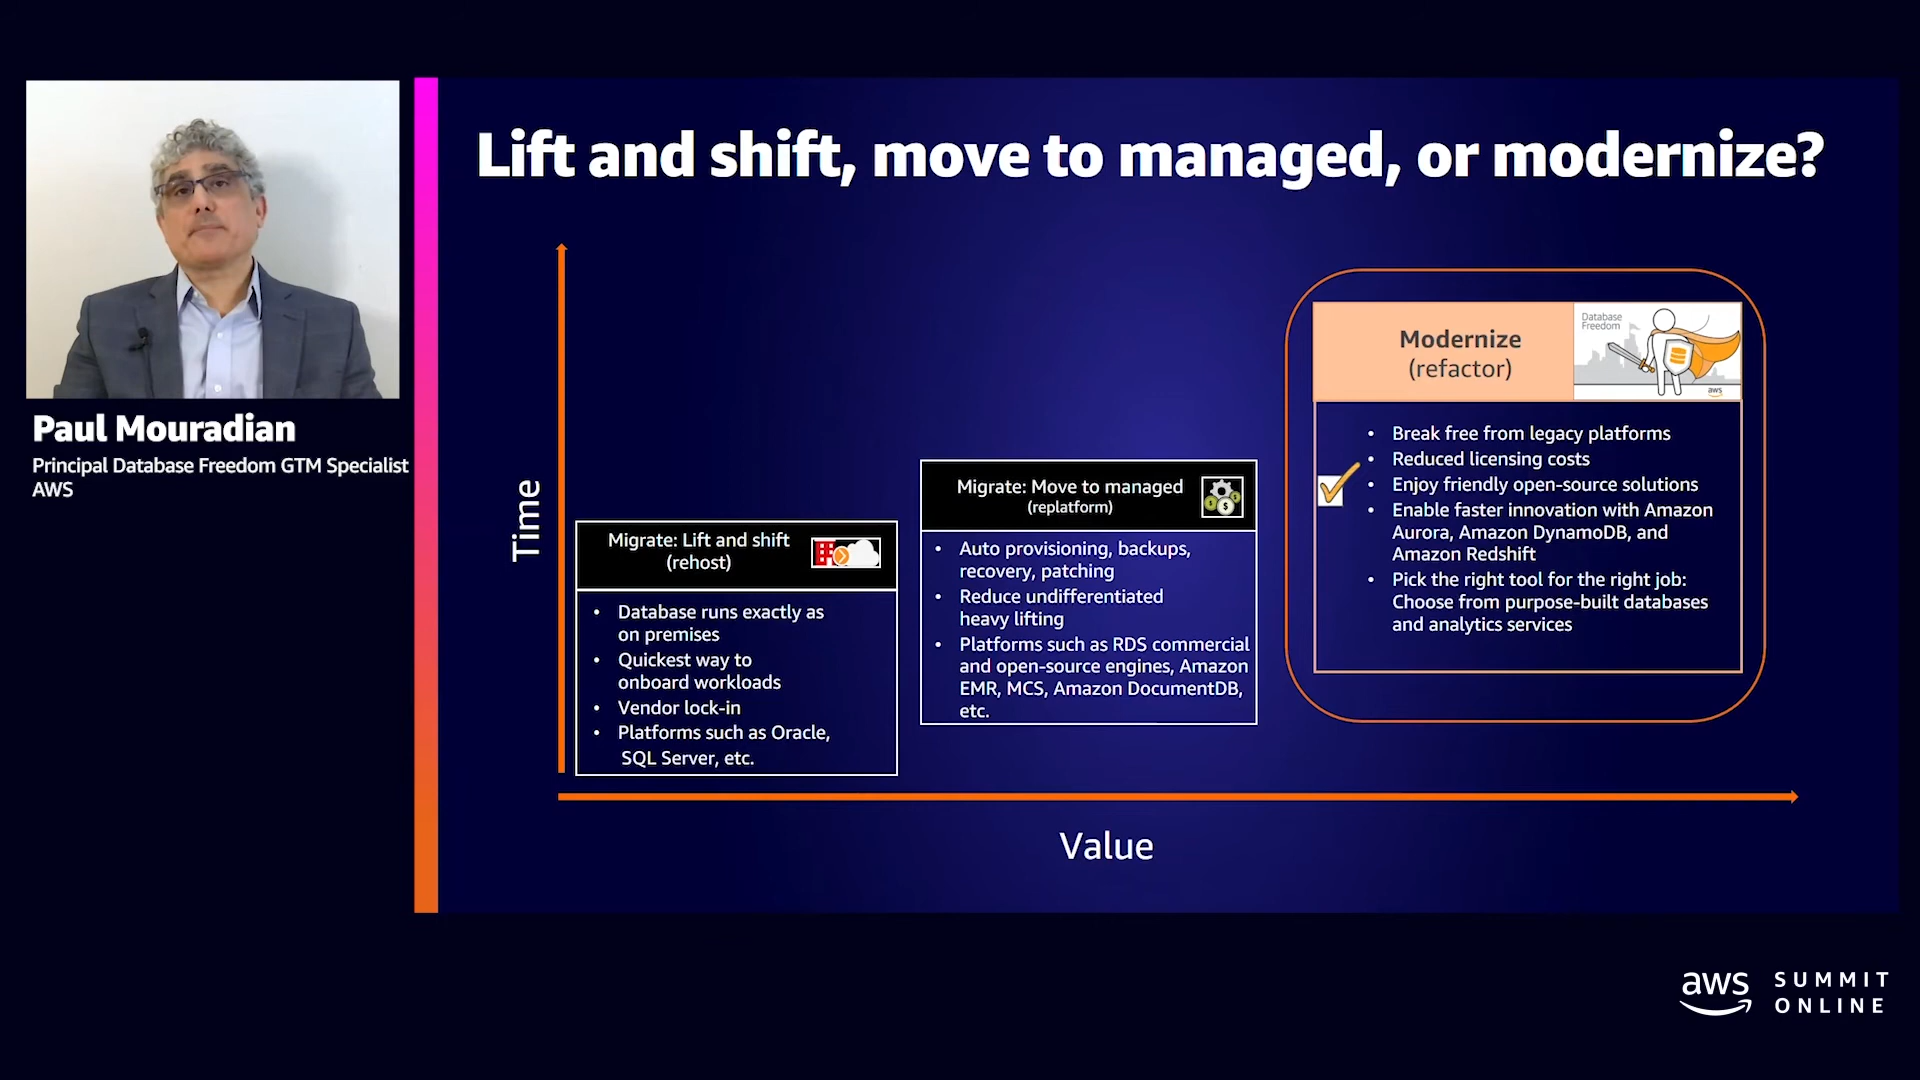 Lift and shift, move to managed, or modernize?
Paul Mouradian
Principal Database Freedom GTM Specialist
AWS
Time
Migrate: Lift and shift
(rehost)
• Database runs exactly as
on premises
• Quickest way to
onboard workloads
• Vendor lock-in
• Platforms such as Oracle,
SQL Server, etc.
Migrate: Move to managed
(replatform)
• Auto provisioning, backups,
recovery, patching
• Reduce undifferentiated
heavy lifting
• Platforms such as RDS commercial
and open-source engines, Amazon
EMR, MCS, Amazon DocumentDB,
etc.
Modernize
(refactor)
Database
Freedom
aws
• Break free from legacy platforms
• Reduced licensing costs
• Enjoy friendly open-source solutions
• Enable faster innovation with Amazon
Aurora, Amazon DynamoDB, and
Amazon Redshift
• Pick the right tool for the right job:
Choose from purpose-built databases
and analytics services
Value
aws
SUMMIT
ONLINE